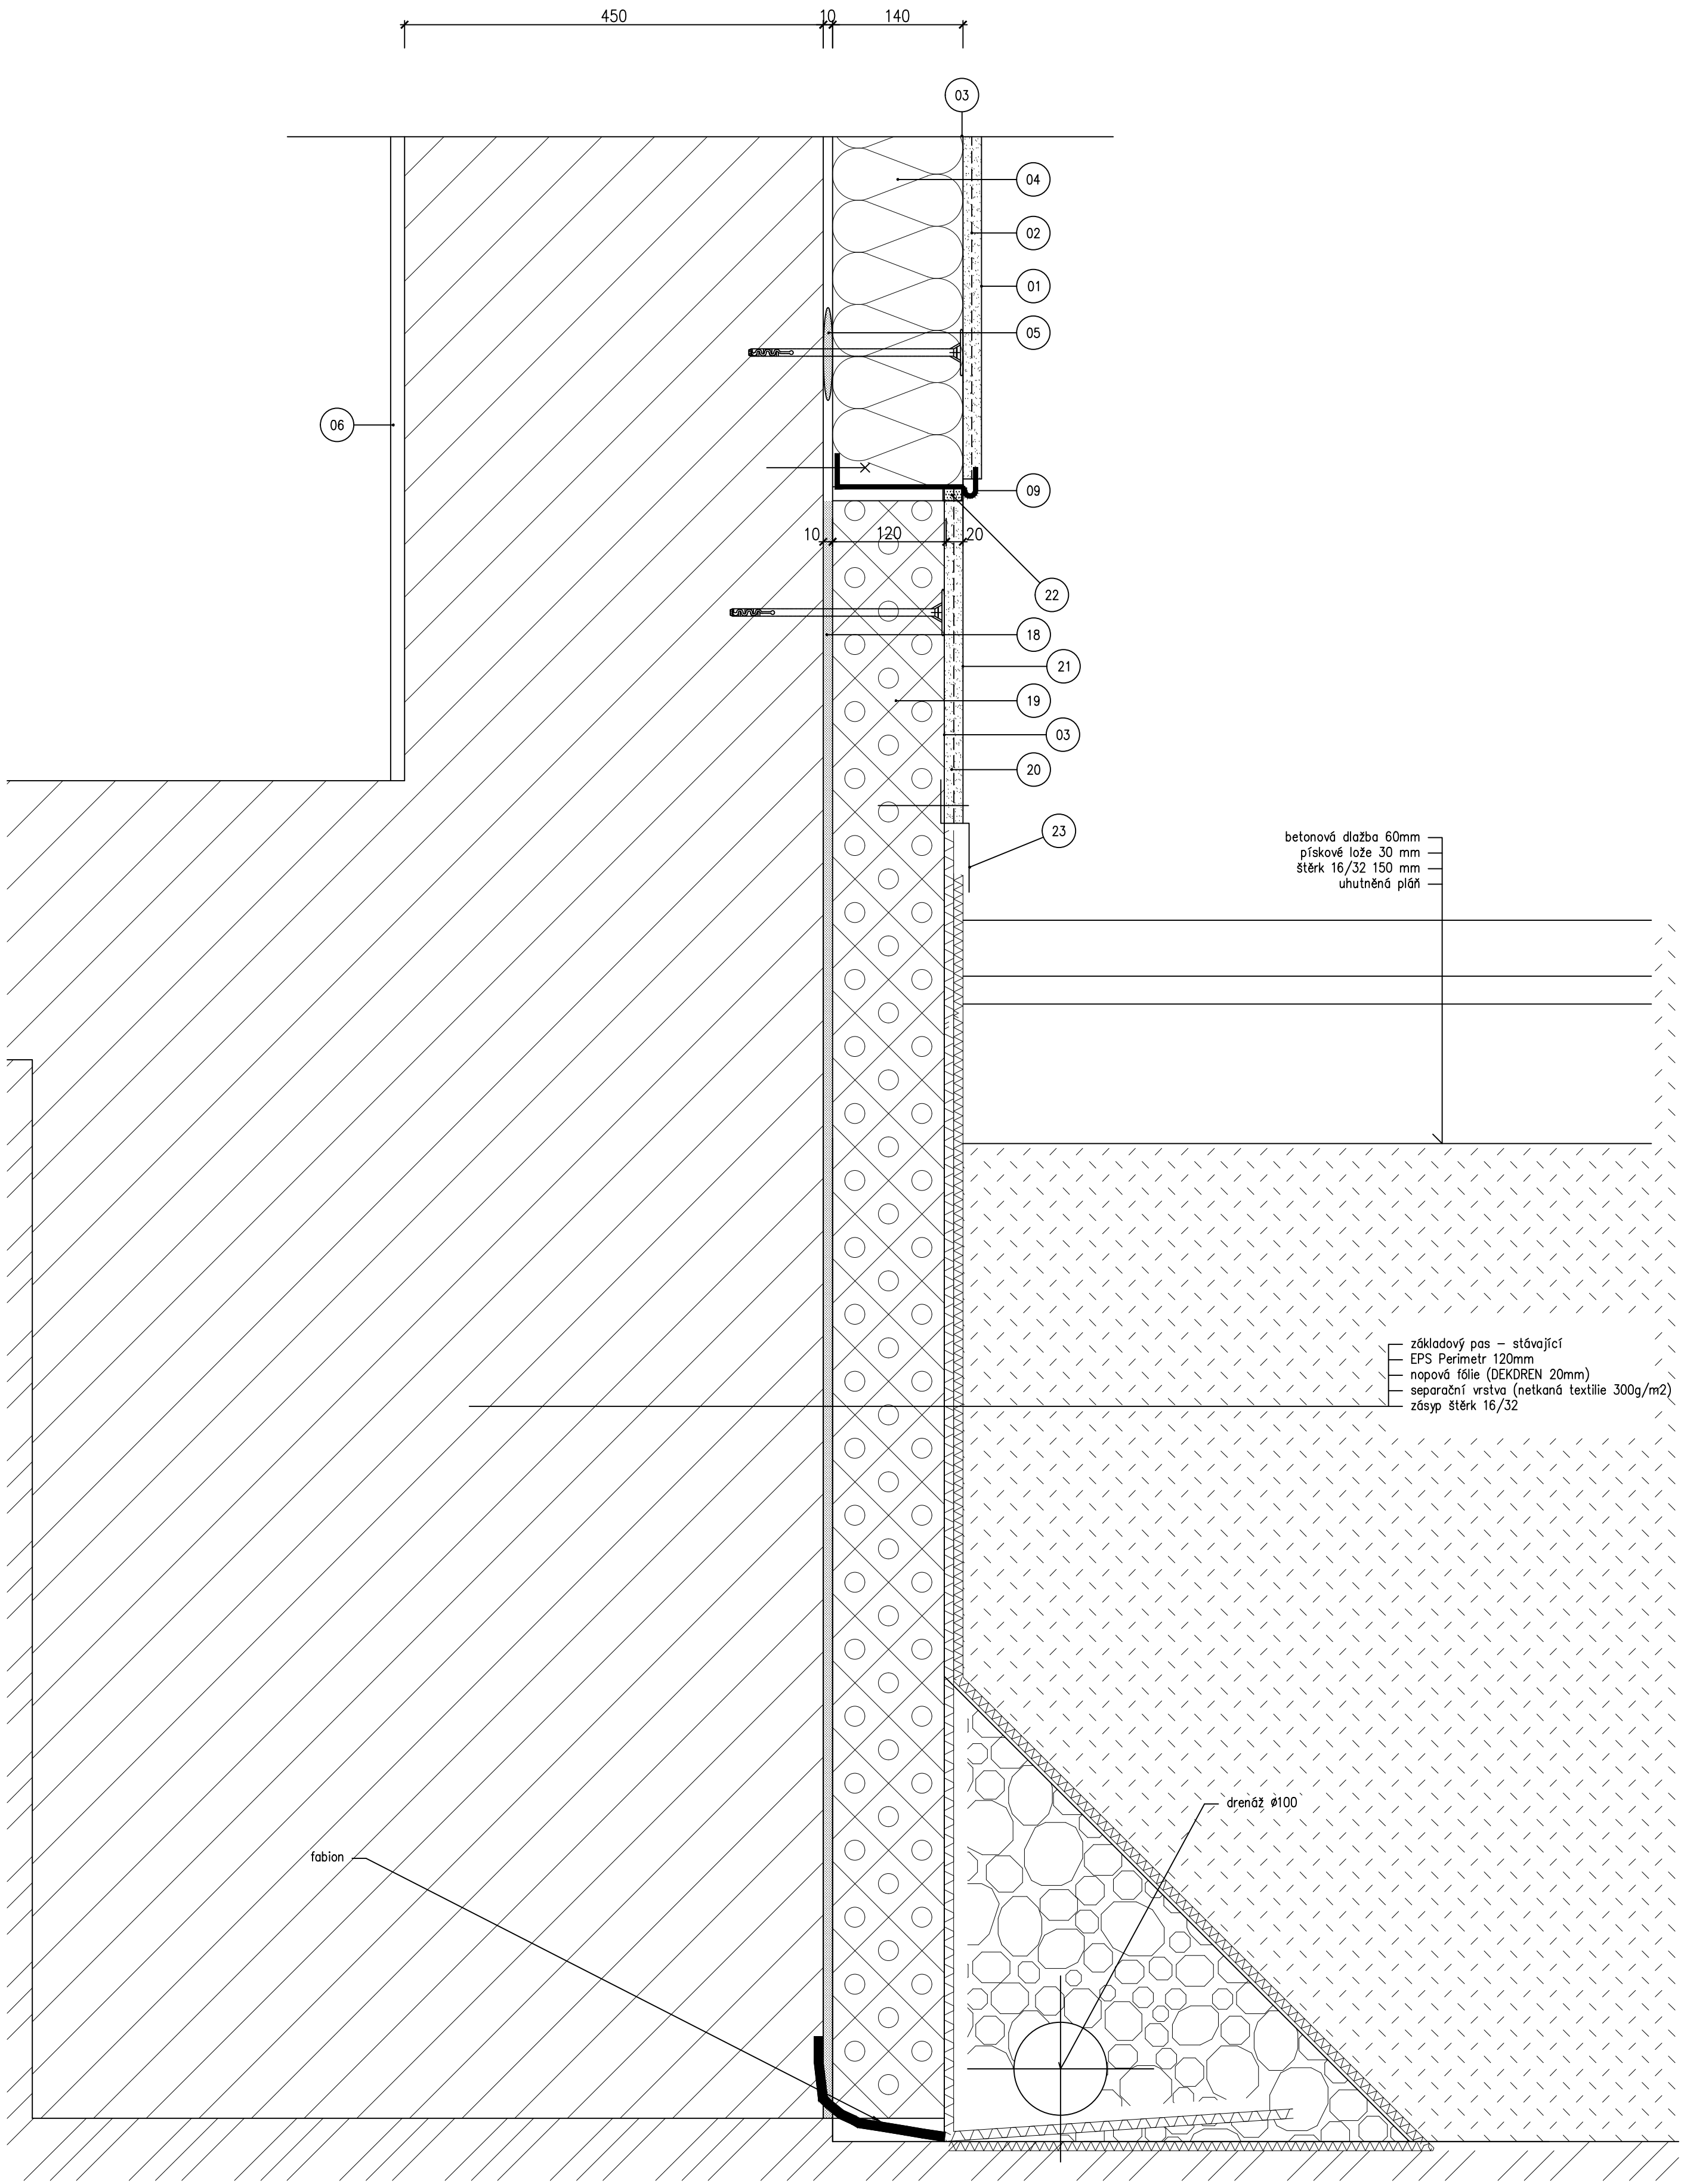 450
10
140
03
04
02
01
05
06
09
10
120
20
22
18
21
19
03
20
23
betonová dlažba 60mm
pískové lože 30 mm
štěrk 16/32 150 mm
uhutněná pláň
základový pas – stávající
EPS Perimetr 120mm
nopová fólie (DEKDREN 20mm)
separační vrstva (netkaná textilie 300g/m2)
zásyp štěrk 16/32
drenáž ø100
fabion